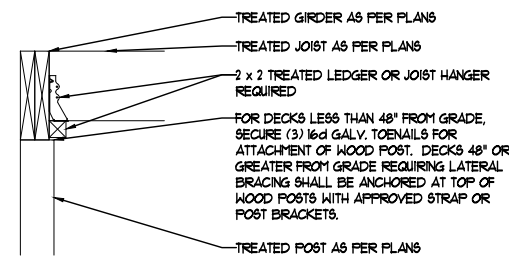 TREATED GIRDER AS PER PLANS
TREATED JOIST AS PER PLANS
2 x 2 TREATED LEDGER OR JOIST HANGER
REQUIRED
FOR DECKS LESS THAN 48" FROM GRADE,
SECURE (3) 16d GALV. TOENAILS FOR
ATTACHMENT OF WOOD POST. DECKS 48" OR
GREATER FROM GRADE REQUIRING LATERAL
BRACING SHALL BE ANCHORED AT TOP OF
WOOD POSTS WITH APPROVED STRAP OR
POST BRACKETS.
TREATED POST AS PER PLANS